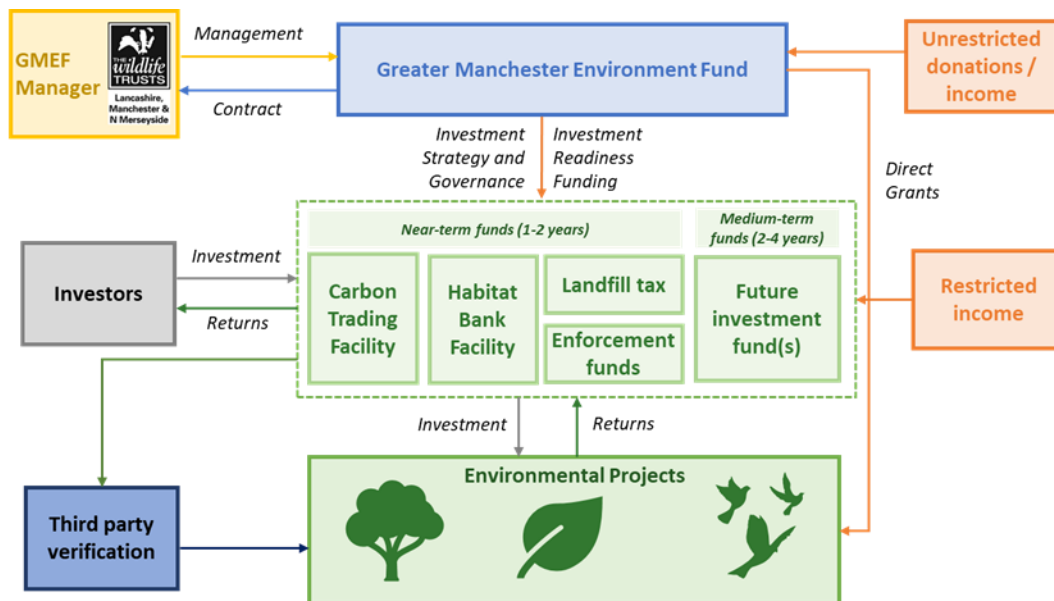 GMEF
Manager
THE
wildlife
TRUSTS
Lancashire,
Manchester &
N Merseyside
Management
Contract
Greater Manchester Environment Fund
Unrestricted
donations /
income
Investment
Strategy and
Governance
Investment
Readiness
Funding
Direct
Grants
Near-term funds (1-2 years)
Medium-term
funds (2-4 years)
Investors
Investment
Returns
Carbon
Trading
Facility
Habitat
Bank
Facility
Landfill tax
Enforcement
funds
Future
investment
fund(s)
Restricted
income
Investment
Returns
Third party
verification
Environmental Projects